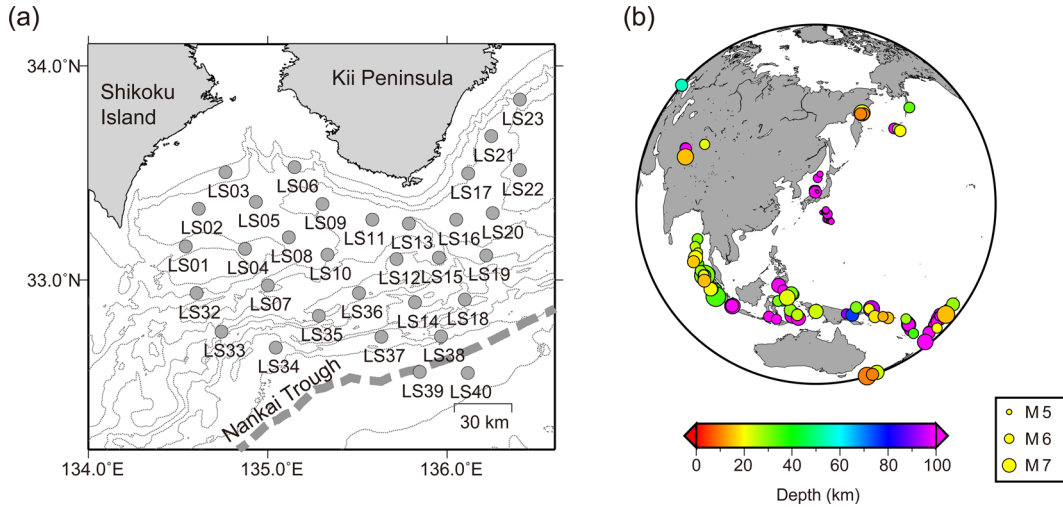 (a)
(b)
34.0°N
33.0°N
Shikoku
Island
Kii Peninsula
LS23
LS21
LS22
LS17
LS06
LS03
LS05
LS09
LS02
LS20
LS11
LS13
LS16
LS08
LS01
LS04
LS10
LS12
LS15
LS19
LS07
LS32
LS36
LS14
LS18
LS35
LS33
LS34
LS37
LS38
LS39
LS40
Nankai Trough
30 km
134.0°E
135.0°E
136.0°E
0 20 40 60 80 100
Depth (km)
M 5
M 6
M 7